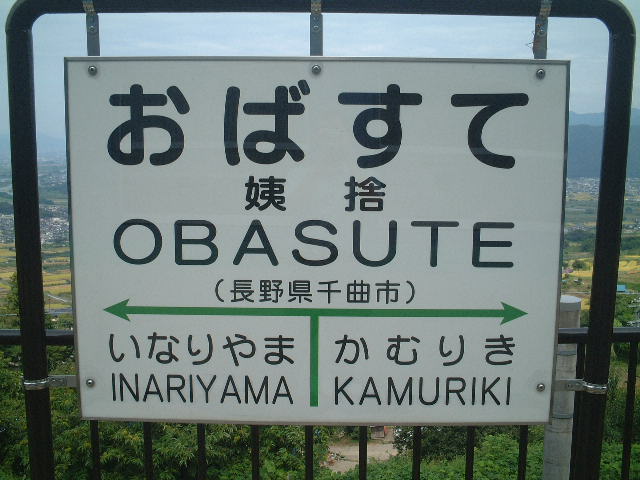 おばすて
姨捨
OBASUTE
(長野県千曲市)
いなりやま かむりき
INARIYAMA KAMURIKI